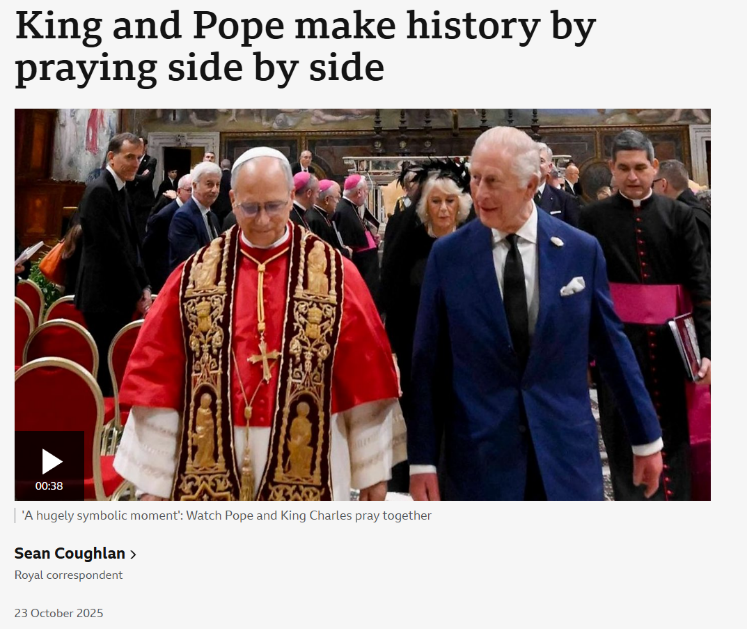 King and Pope make history by
praying side by side
00:38
'A hugely symbolic moment': Watch Pope and King Charles pray together
Sean Coughlan >
Royal correspondent
23 October 2025